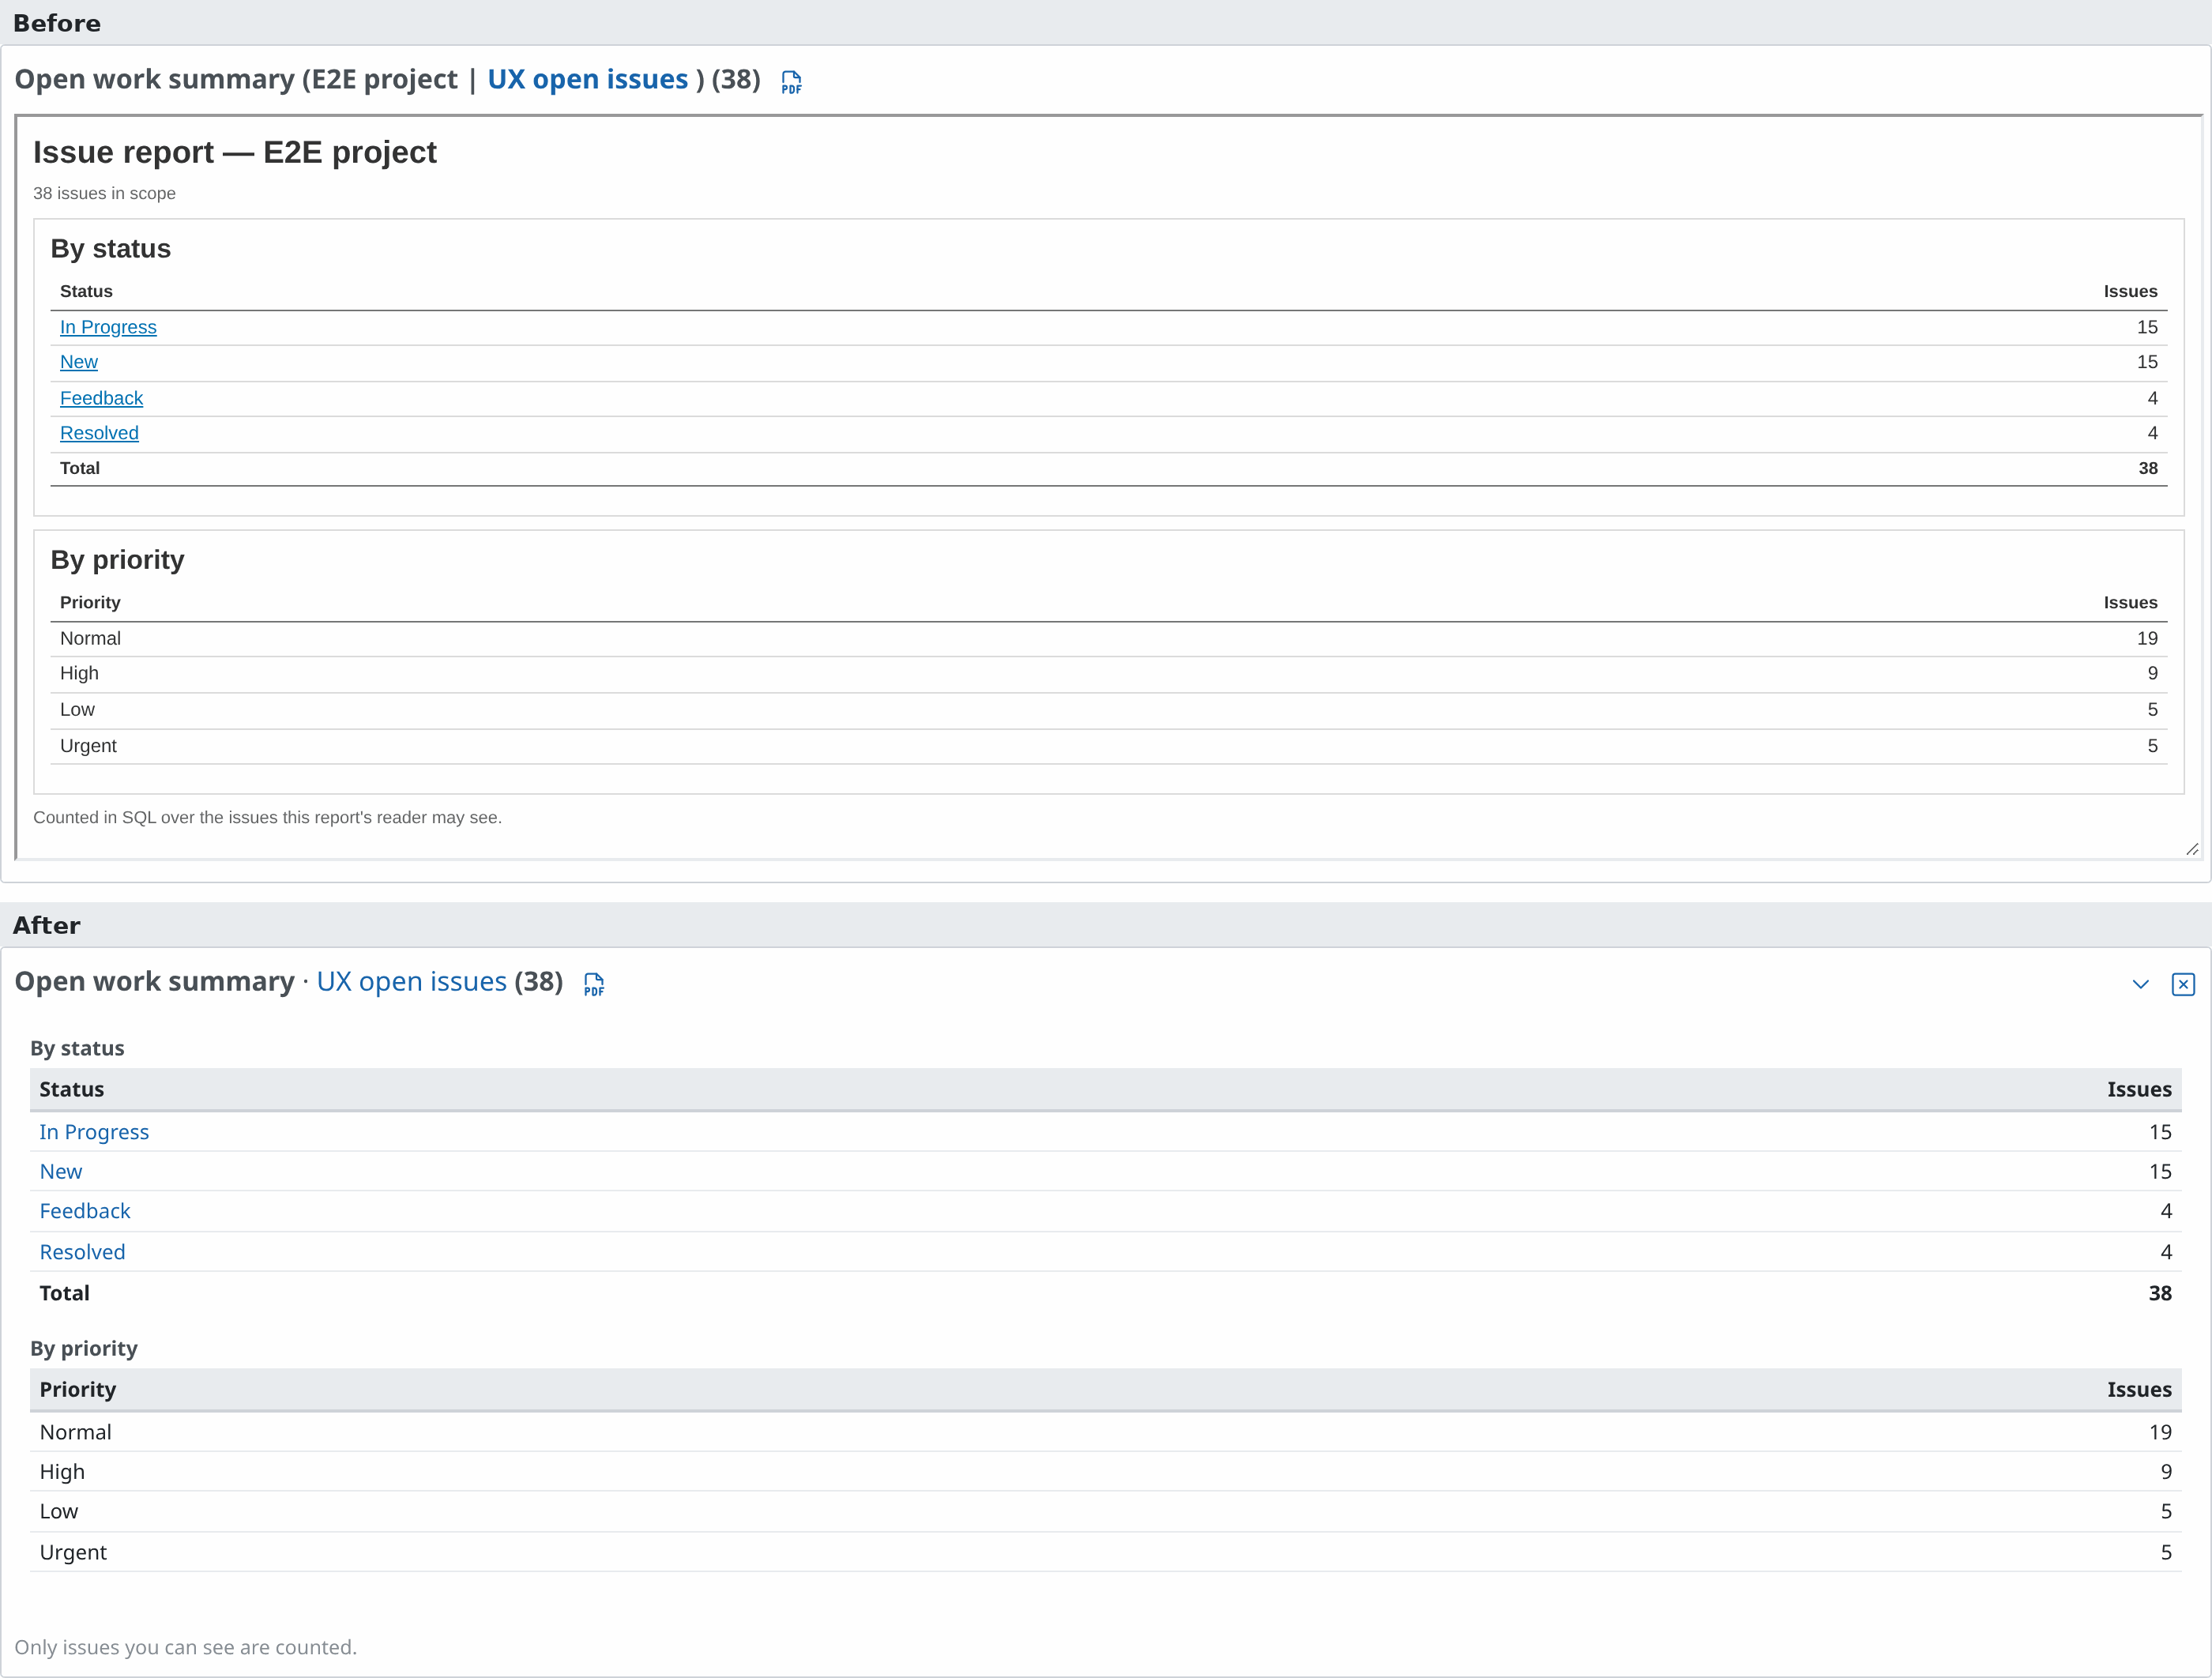 Before
Open work summary (E2E project | UX open issues ) (38) PDF
Issue report — E2E project
38 issues in scope
By status
Status Issues
In Progress 15
New 15
Feedback 4
Resolved 4
Total 38
By priority
Priority Issues
Normal 19
High 9
Low 5
Urgent 5
Counted in SQL over the issues this report's reader may see.
After
Open work summary · UX open issues (38) PDF
By status
Status Issues
In Progress 15
New 15
Feedback 4
Resolved 4
Total 38
By priority
Priority Issues
Normal 19
High 9
Low 5
Urgent 5
Only issues you can see are counted.